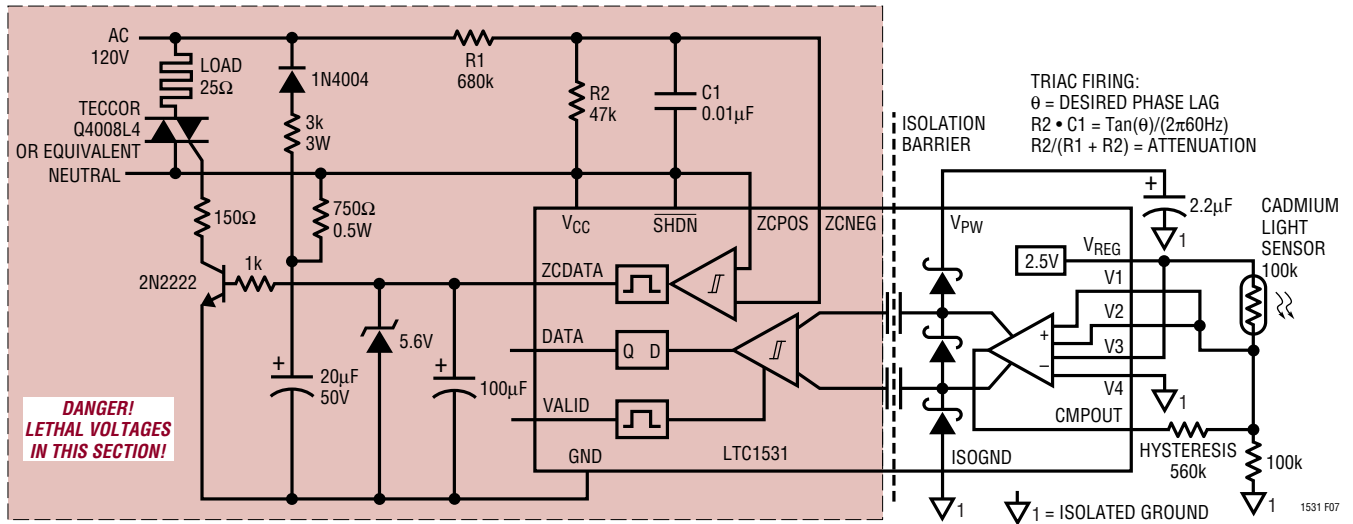 AC
120V
LOAD
25Ω
TECCOR
Q4008L4
OR EQUIVALENT
NEUTRAL
1N4004
3k
3W
R1
680k
R2
47k
C1
0.01µF
750Ω
0.5W
150Ω
2N2222
1k
+
20µF
50V
5.6V
+
100µF
DANGER!
LETHAL VOLTAGES
IN THIS SECTION!
VCC
SHDN
ZCPOS
ZCNEG
ZCDATA
DATA
Q D
VALID
GND
LTC1531
ISOLATION
BARRIER
TRIAC FIRING:
θ = DESIRED PHASE LAG
R2 • C1 = Tan(θ)/(2π60Hz)
R2/(R1 + R2) = ATTENUATION
+
2.2µF
1
CADMIUM
LIGHT
SENSOR
100k
VPW
VREG
2.5V
V1
V2
V3
V4
+
–
1
CMPOUT
HYSTERESIS
560k
100k
ISOGND
1
1 = ISOLATED GROUND
1
1531 F07